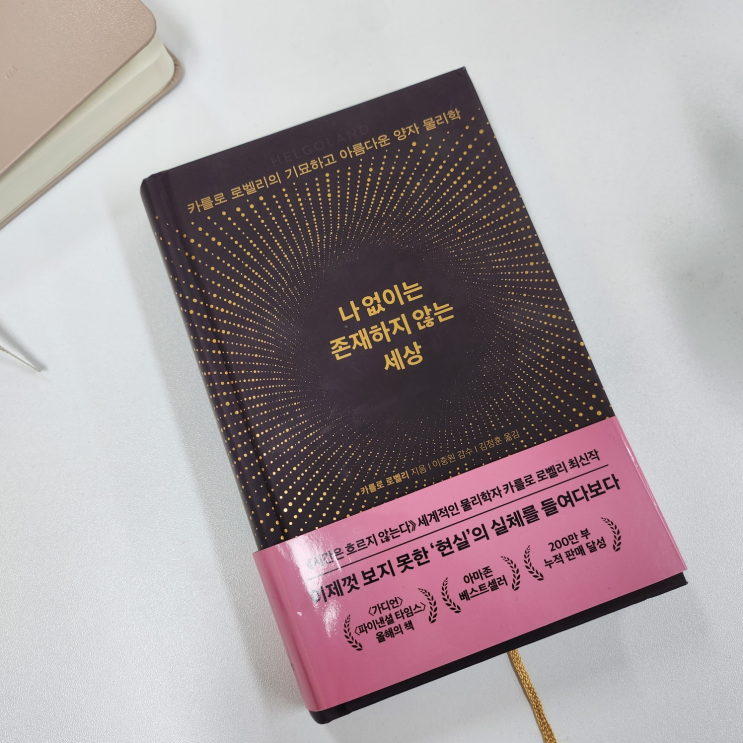 HELGOLAND
카를로 로벨리의 기묘하고 아름다운 양자 물리학
나 없이는
존재하지 않는
세상
카를로 로벨리 지음 | 이중원 감수 | 김정훈 옮김
《시간은 흐르지 않는다》 세계적인 물리학자 카를로 로벨리 최신작
이제껏 보지 못한 ‘현실’의 실체를 들여다보다
〈가디언〉
〈파이낸셜 타임스〉
올해의 책
아마존
베스트셀러
200만 부
누적 판매 달성